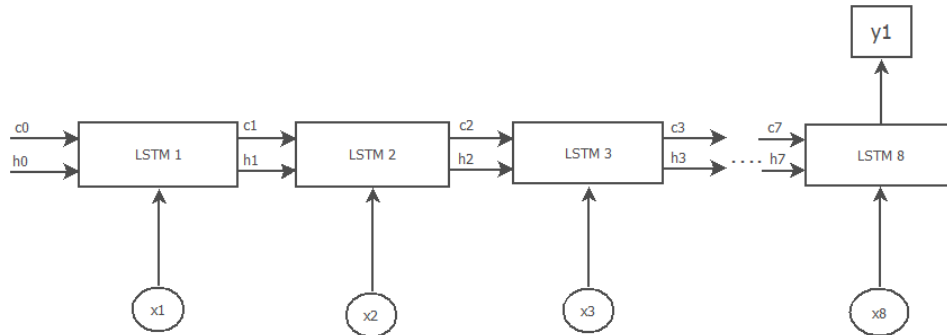 y1
c0
c1
c2
c3
c7
LSTM 1
LSTM 2
LSTM 3
LSTM 8
h0
h1
h2
h3
....
h7
x1
x2
x3
x8